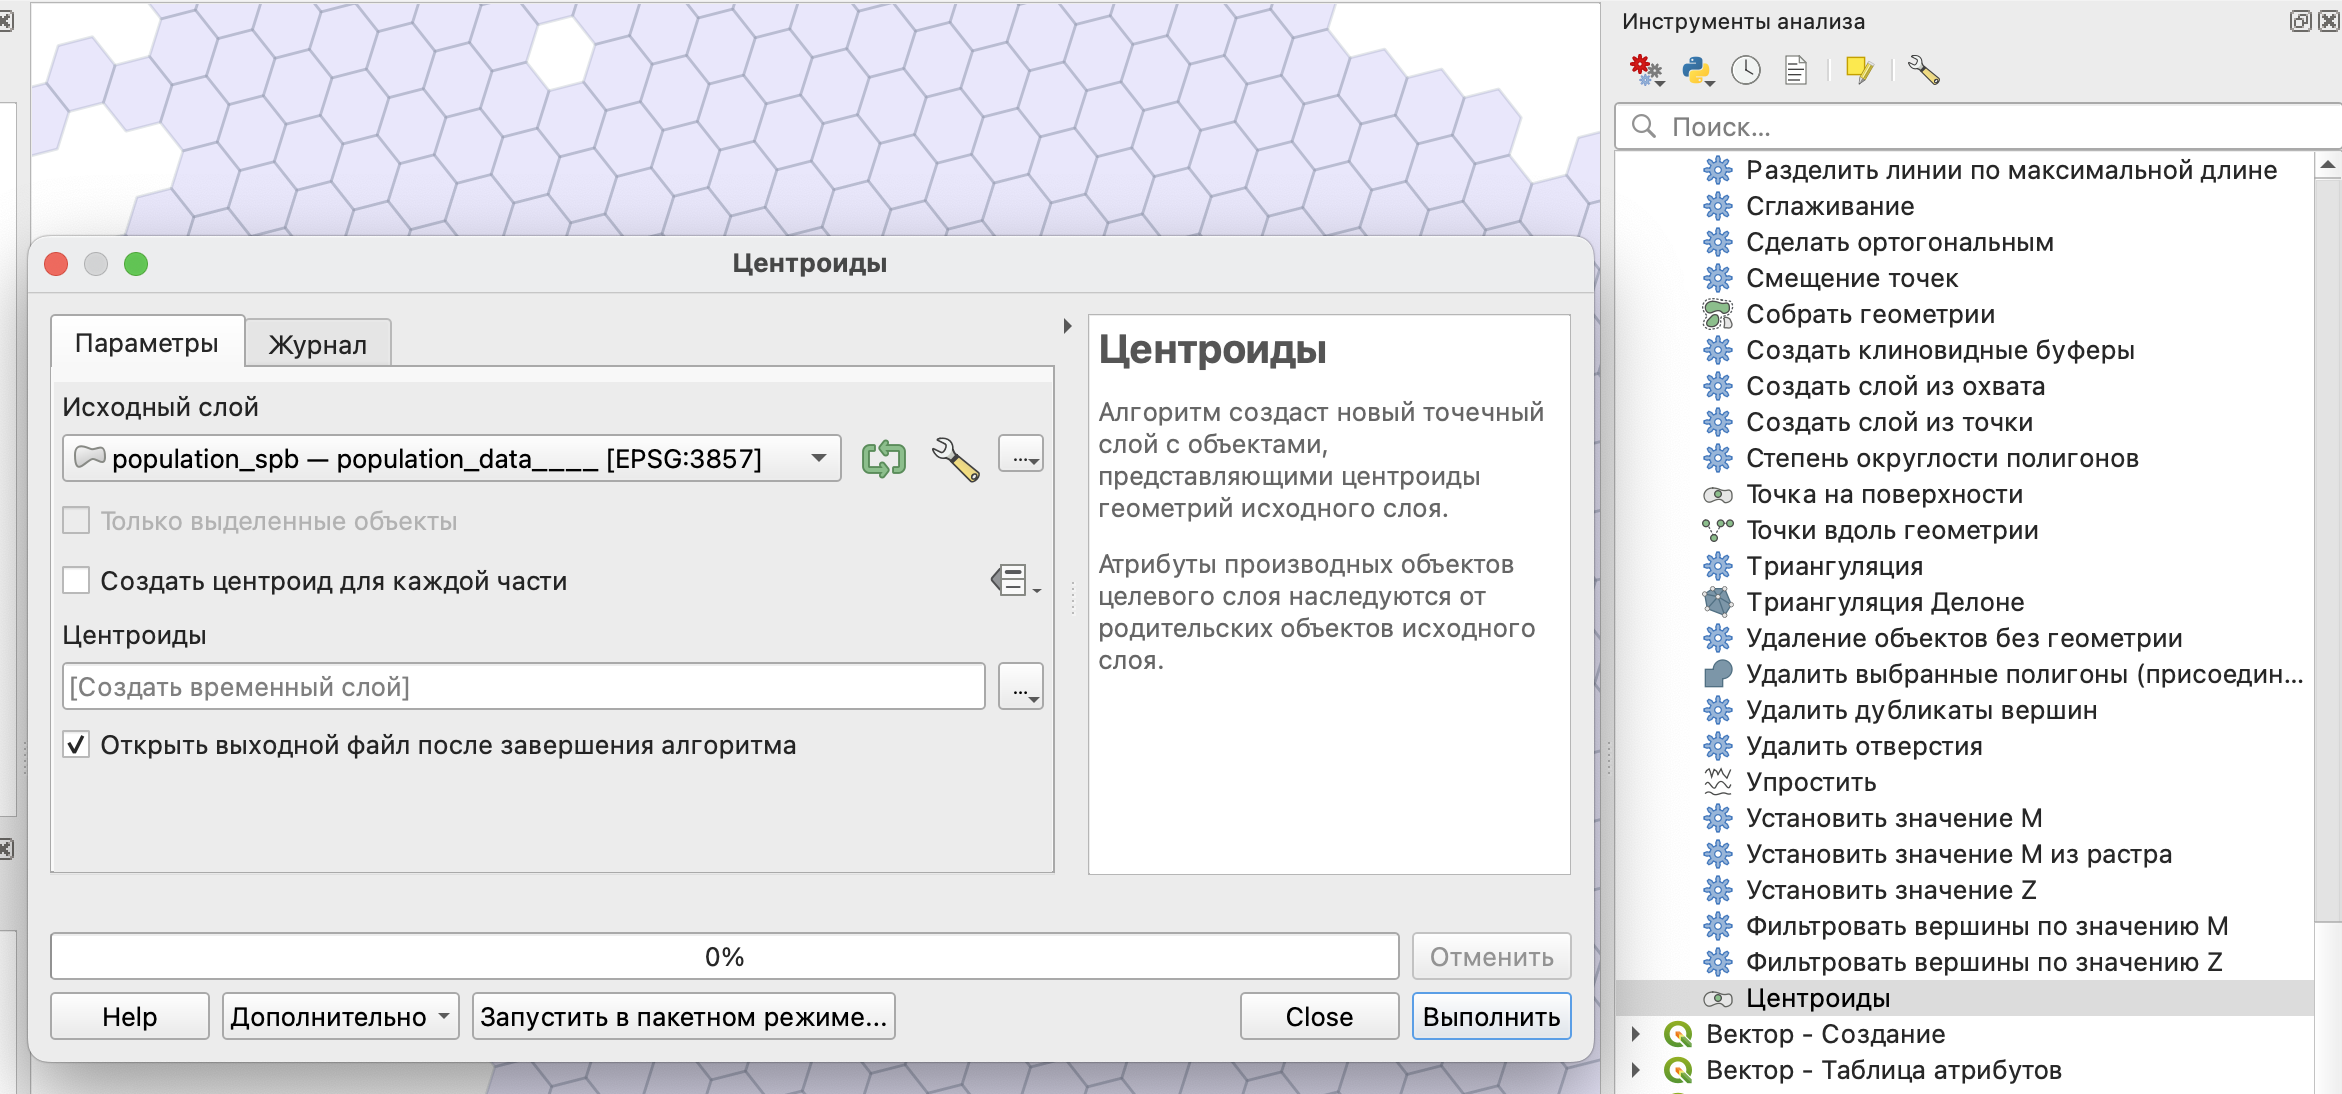 Центроиды
Параметры
Журнал
Исходный слой
population_spb — population_data____ [EPSG:3857]
...
Только выделенные объекты
Создать центроид для каждой части
Центроиды
[Создать временный слой]
...
Открыть выходной файл после завершения алгоритма
Центроиды
Алгоритм создаст новый точечный
слой с объектами,
представляющими центроиды
геометрий исходного слоя.
Атрибуты производных объектов
целевого слоя наследуются от
родительских объектов исходного
слоя.
0%
Отменить
Help
Дополнительно
Запустить в пакетном режиме...
Close
Выполнить
Инструменты анализа
Поиск...
Разделить линии по максимальной длине
Сглаживание
Сделать ортогональным
Смещение точек
Собрать геометрии
Создать клиновидные буферы
Создать слой из охвата
Создать слой из точки
Степень округлости полигонов
Точка на поверхности
Точки вдоль геометрии
Триангуляция
Триангуляция Делоне
Удаление объектов без геометрии
Удалить выбранные полигоны (присоедин...
Удалить дубликаты вершин
Удалить отверстия
Упростить
Установить значение M
Установить значение M из растра
Установить значение Z
Фильтровать вершины по значению M
Фильтровать вершины по значению Z
Центроиды
Вектор - Создание
Вектор - Таблица атрибутов